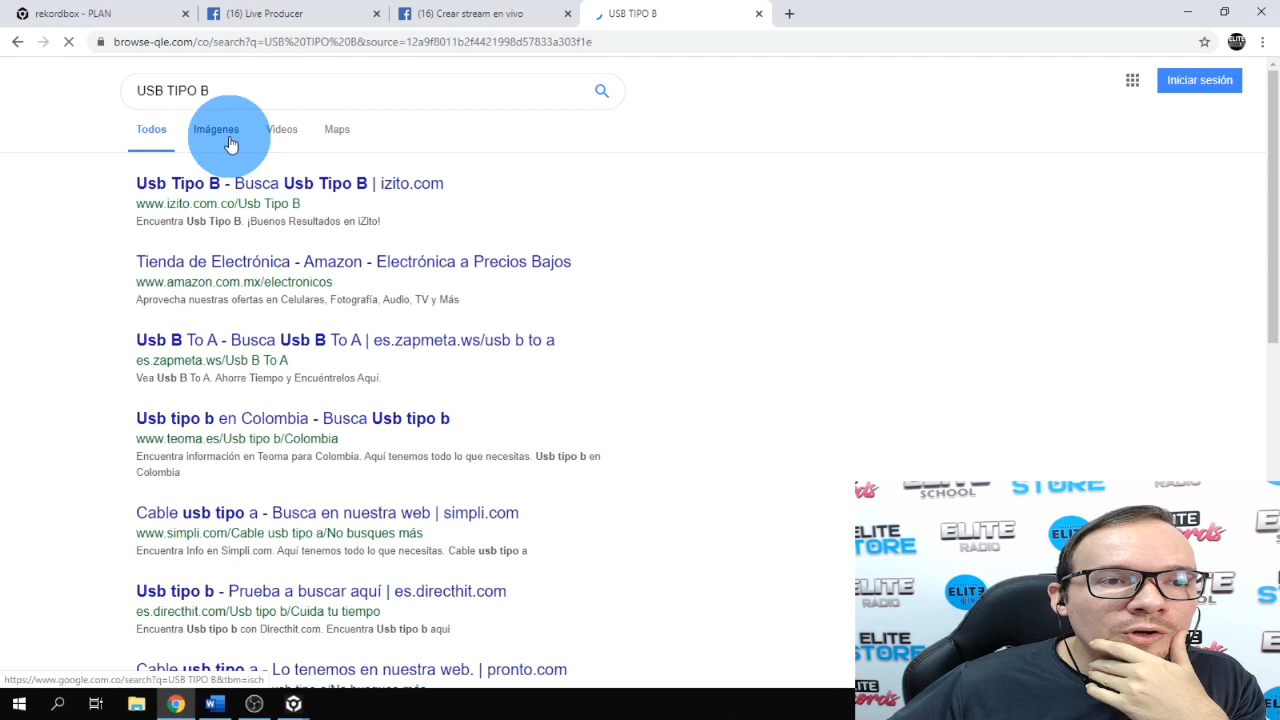 rekordbox - PLAN
(16) Live Producer
(16) Crear stream en vivo
USB TIPO B
browse-qle.com/co/search?q=USB%20TIPO%20B&source=12a9f8011b2f4421998d57833a303f1e
USB TIPO B
Iniciar sesión
Todos
Imágenes
Videos
Maps
Usb Tipo B - Busca Usb Tipo B | izito.com
www.izito.com.co/Usb Tipo B
Encuentra Usb Tipo B. ¡Buenos Resultados en iZito!
Tienda de Electrónica - Amazon - Electrónica a Precios Bajos
www.amazon.com.mx/electronicos
Aprovecha nuestras ofertas en Celulares, Fotografía, Audio, TV y Más
Usb B To A - Busca Usb B To A | es.zapmeta.ws/usb b to a
es.zapmeta.ws/Usb B To A
Vea Usb B To A. Ahorre Tiempo y Encuéntrelos Aquí.
Usb tipo b en Colombia - Busca Usb tipo b
www.teoma.es/Usb tipo b/Colombia
Encuentra información en Teoma para Colombia. Aquí tenemos todo lo que necesitas. Usb tipo b en
Colombia
Cable usb tipo a - Busca en nuestra web | simpli.com
www.simpli.com/Cable usb tipo a/No busques más
Encuentra Info en Simpli.com. Aquí tenemos todo lo que necesitas. Cable usb tipo a
Usb tipo b - Prueba a buscar aquí | es.directhit.com
es.directhit.com/Usb tipo b/Cuida tu tiempo
Encuentra Usb tipo b con Directhit.com. Encuentra Usb tipo b aqui
Cable usb tipo a - Lo tenemos en nuestra web. | pronto.com
https://www.google.com.co/search?q=USB TIPO B&tbm=isch
SCHOOL
STORE
RADIO
STORE
ELITE
RADIO
ELITE
RADIO
ELITE
ELITE
STORE